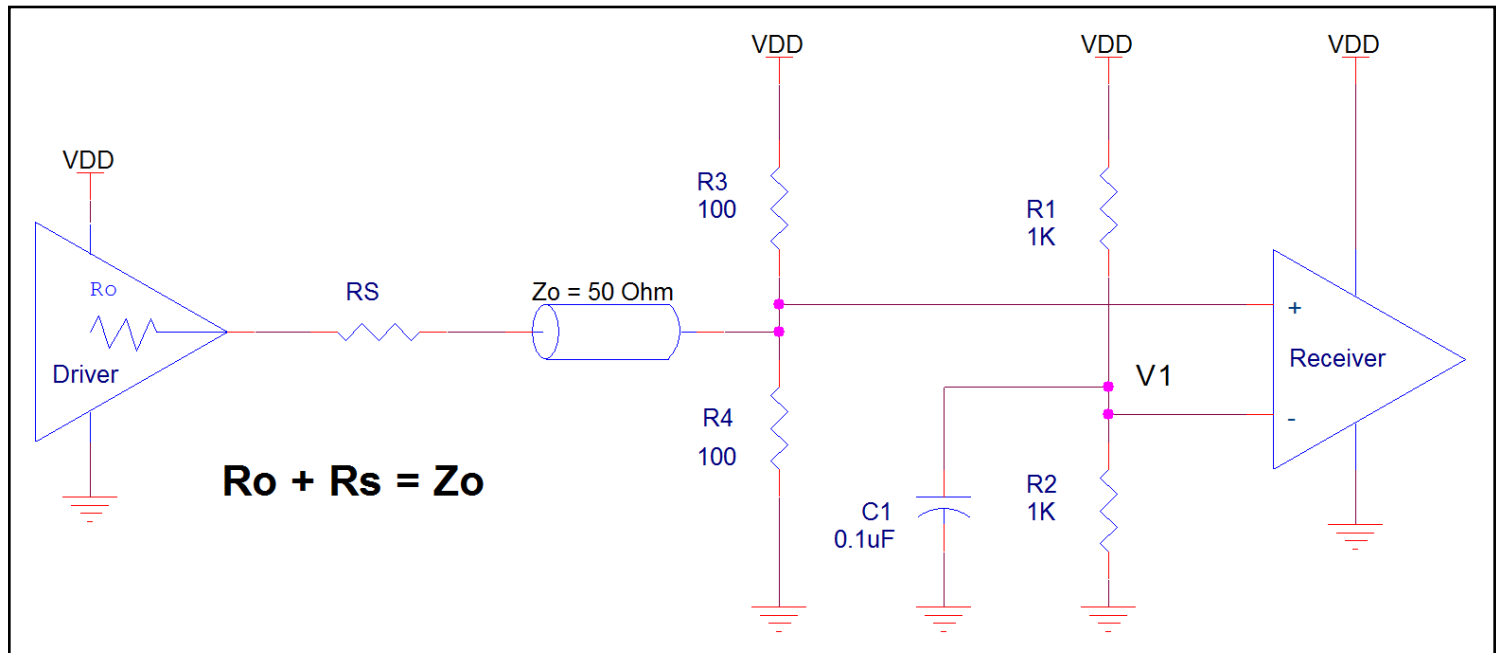 VDD
VDD
VDD
VDD
R3
100
R1
1K
Ro
RS
Zo = 50 Ohm
+
Driver
Receiver
V1
-
R4
100
Ro + Rs = Zo
R2
1K
C1
0.1uF